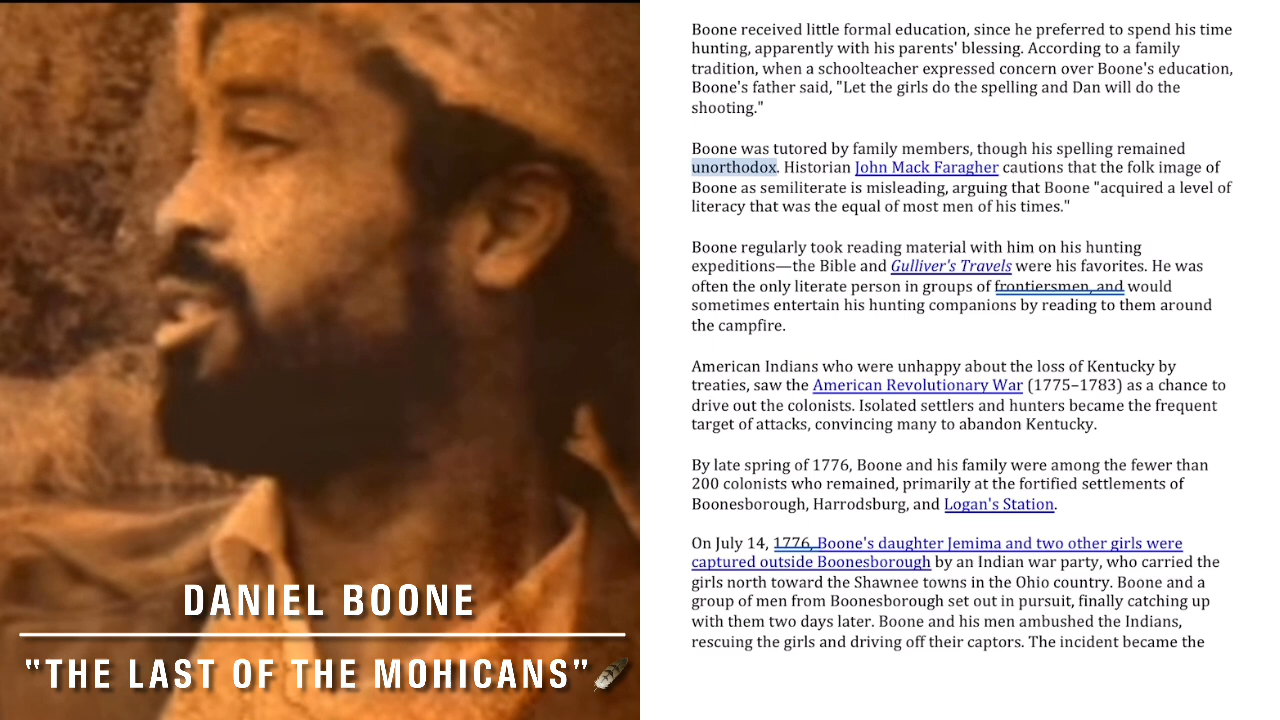 DANIEL BOONE
"THE LAST OF THE MOHICANS"
Boone received little formal education, since he preferred to spend his time
hunting, apparently with his parents' blessing. According to a family
tradition, when a schoolteacher expressed concern over Boone's education,
Boone's father said, "Let the girls do the spelling and Dan will do the
shooting."
Boone was tutored by family members, though his spelling remained
unorthodox. Historian John Mack Faragher cautions that the folk image of
Boone as semiliterate is misleading, arguing that Boone "acquired a level of
literacy that was the equal of most men of his times."
Boone regularly took reading material with him on his hunting
expeditions—the Bible and Gulliver's Travels were his favorites. He was
often the only literate person in groups of frontiersmen, and would
sometimes entertain his hunting companions by reading to them around
the campfire.
American Indians who were unhappy about the loss of Kentucky by
treaties, saw the American Revolutionary War (1775–1783) as a chance to
drive out the colonists. Isolated settlers and hunters became the frequent
target of attacks, convincing many to abandon Kentucky.
By late spring of 1776, Boone and his family were among the fewer than
200 colonists who remained, primarily at the fortified settlements of
Boonesborough, Harrodsburg, and Logan's Station.
On July 14, 1776, Boone's daughter Jemima and two other girls were
captured outside Boonesborough by an Indian war party, who carried the
girls north toward the Shawnee towns in the Ohio country. Boone and a
group of men from Boonesborough set out in pursuit, finally catching up
with them two days later. Boone and his men ambushed the Indians,
rescuing the girls and driving off their captors. The incident became the